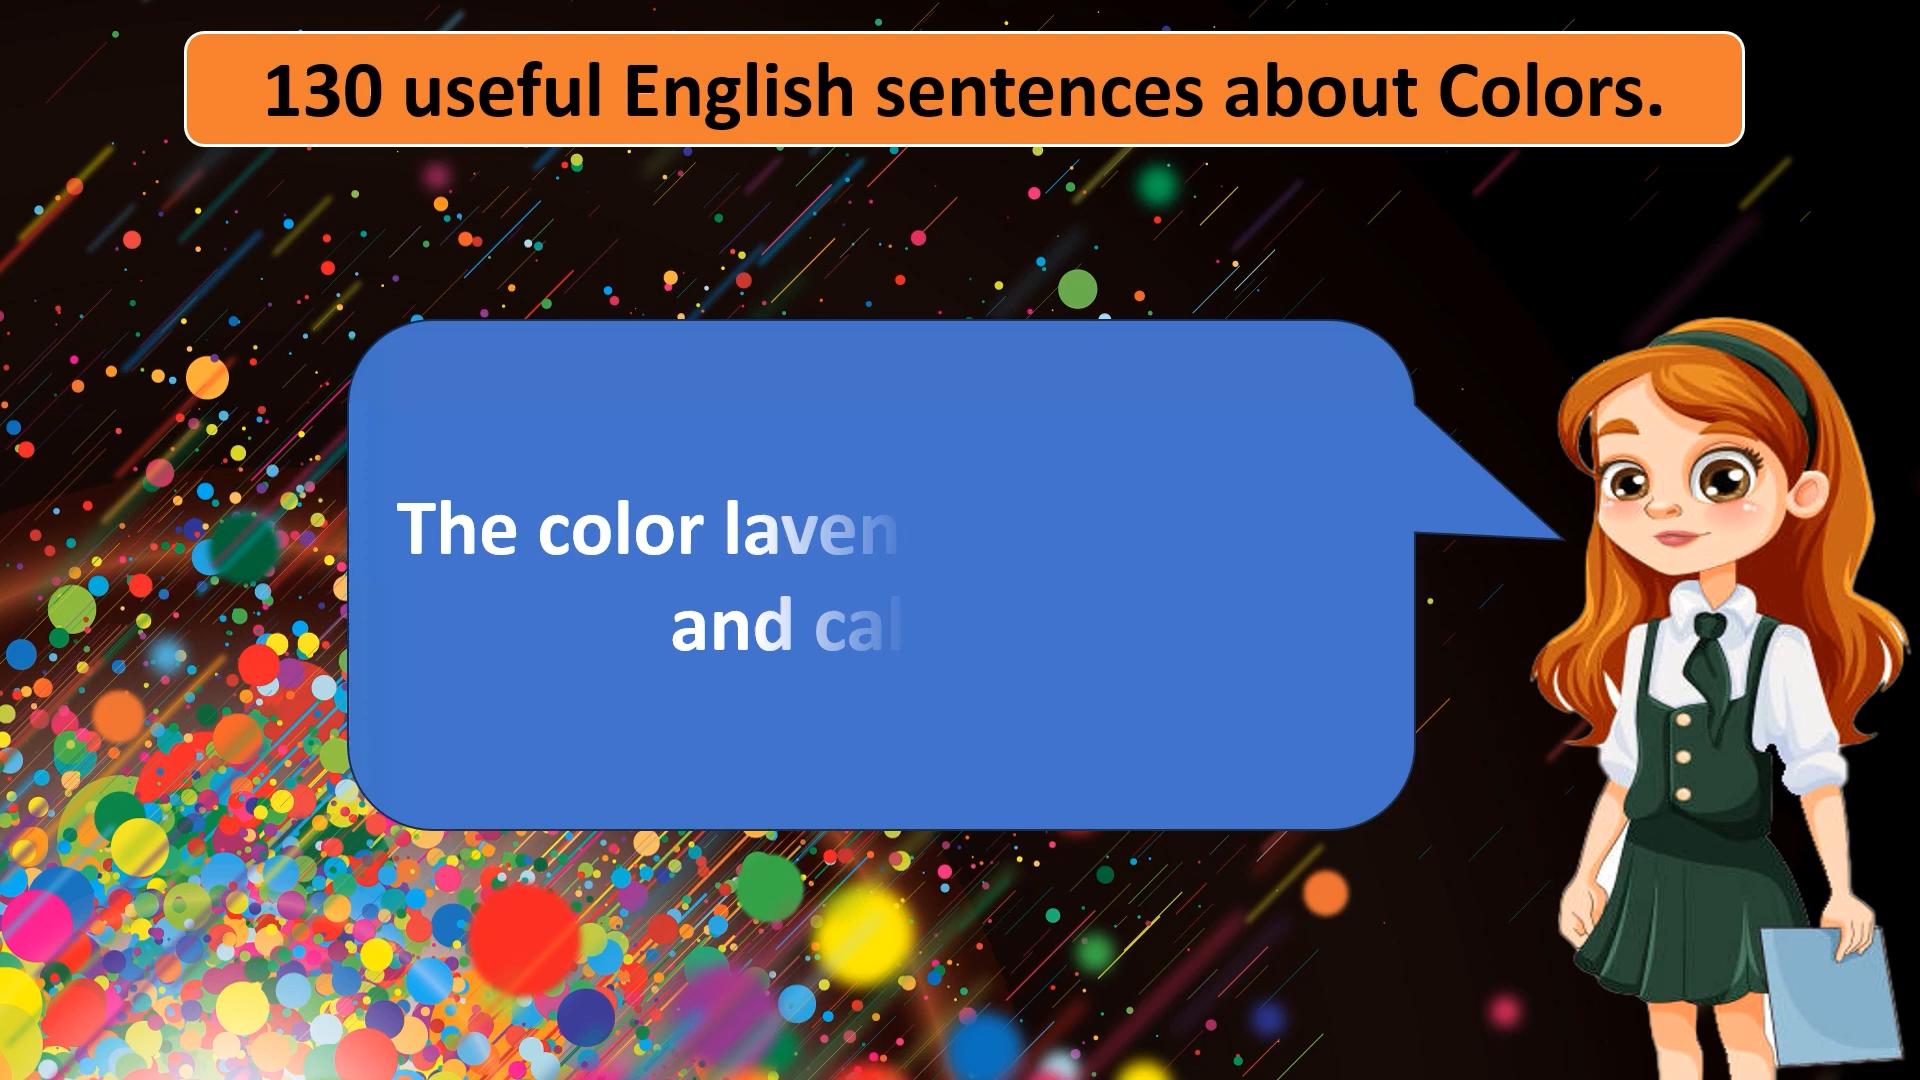 130 useful English sentences about Colors.
The color laven
and cal